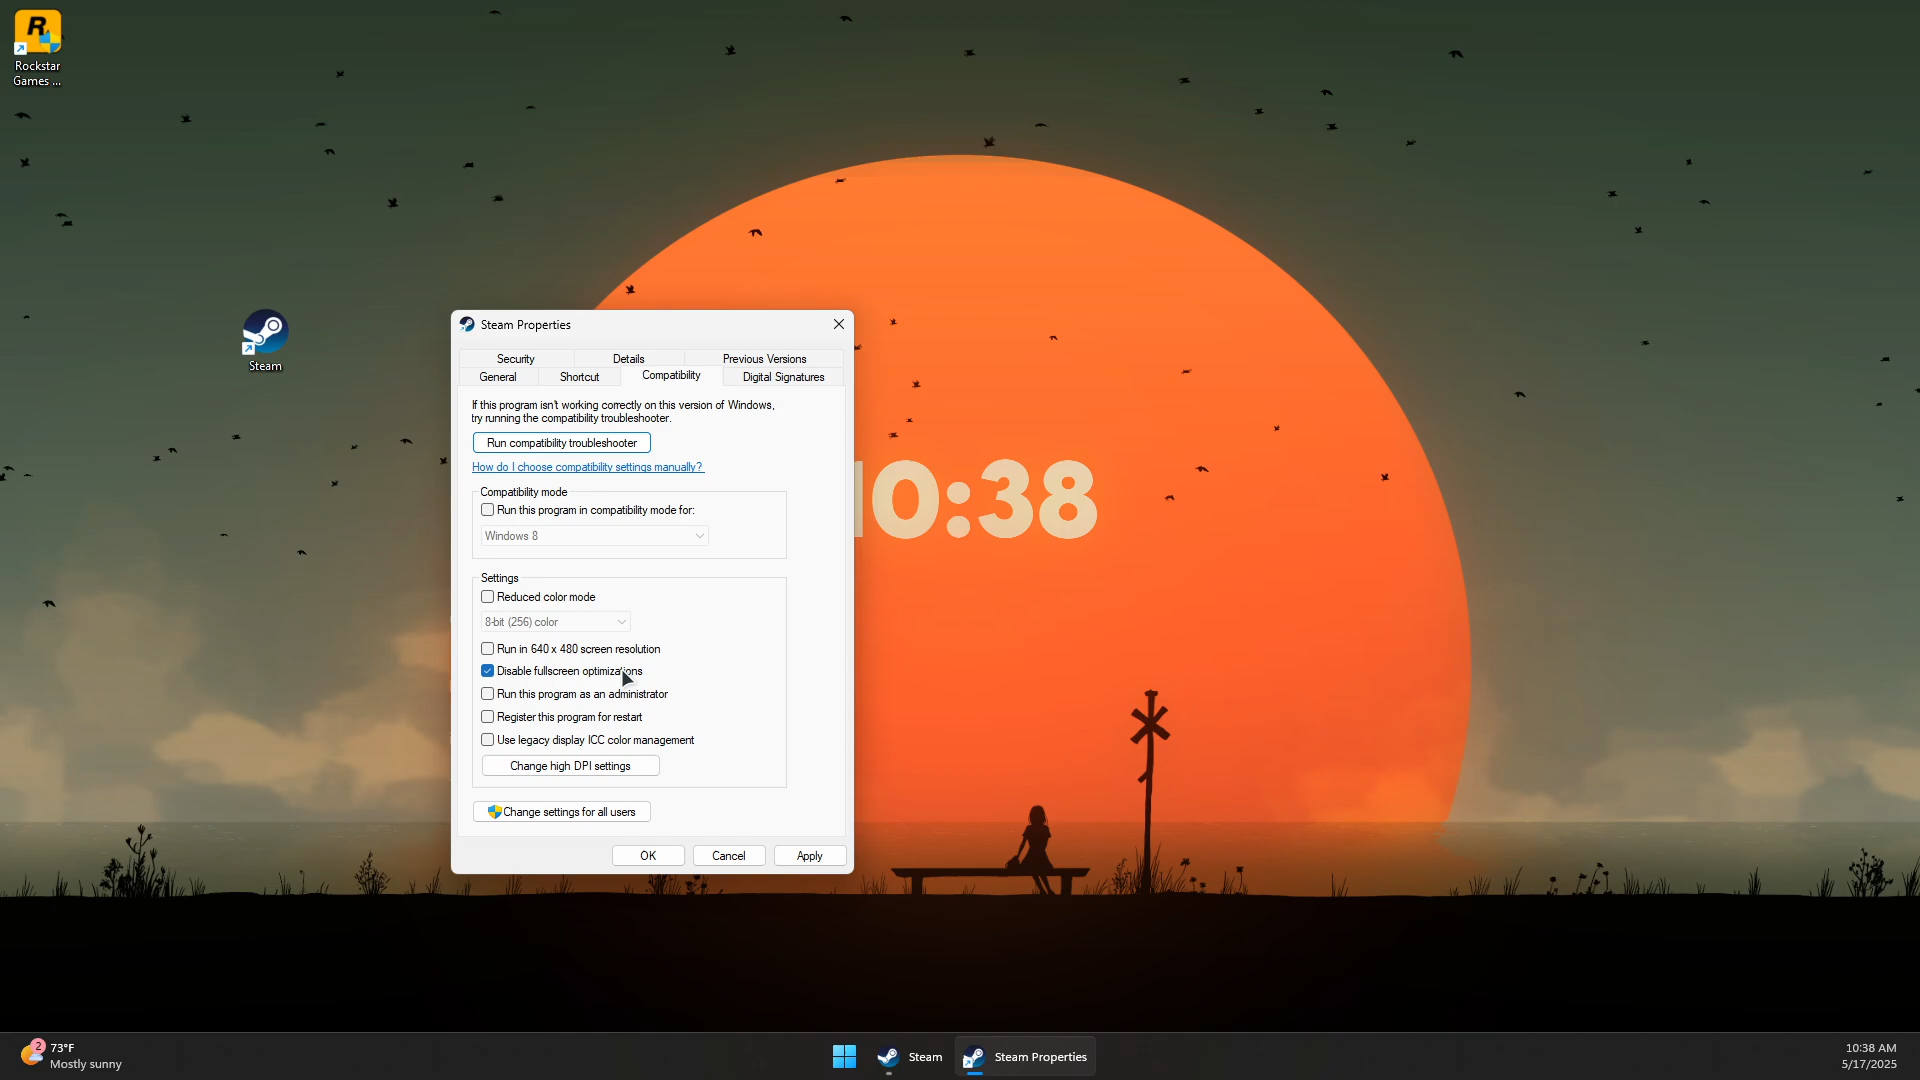 Rockstar
Games ...
Steam
Steam Properties
Security
Details
Previous Versions
General
Shortcut
Compatibility
Digital Signatures
If this program isn't working correctly on this version of Windows,
try running the compatibility troubleshooter.
Run compatibility troubleshooter
How do I choose compatibility settings manually?
Compatibility mode
Run this program in compatibility mode for:
Windows 8
Settings
Reduced color mode
8-bit (256) color
Run in 640 x 480 screen resolution
Disable fullscreen optimizations
Run this program as an administrator
Register this program for restart
Use legacy display ICC color management
Change high DPI settings
Change settings for all users
OK
Cancel
Apply
10:38
2
73°F
Mostly sunny
Steam
Steam Properties
10:38 AM
5/17/2025